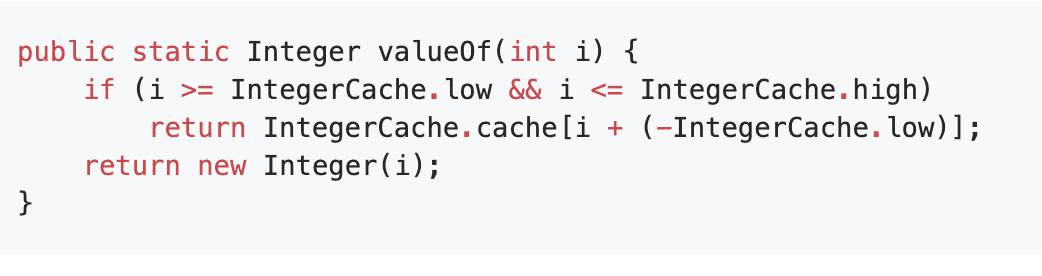 public static Integer valueOf(int i) {
    if (i >= IntegerCache.low && i <= IntegerCache.high)
        return IntegerCache.cache[i + (-IntegerCache.low)];
    return new Integer(i);
}